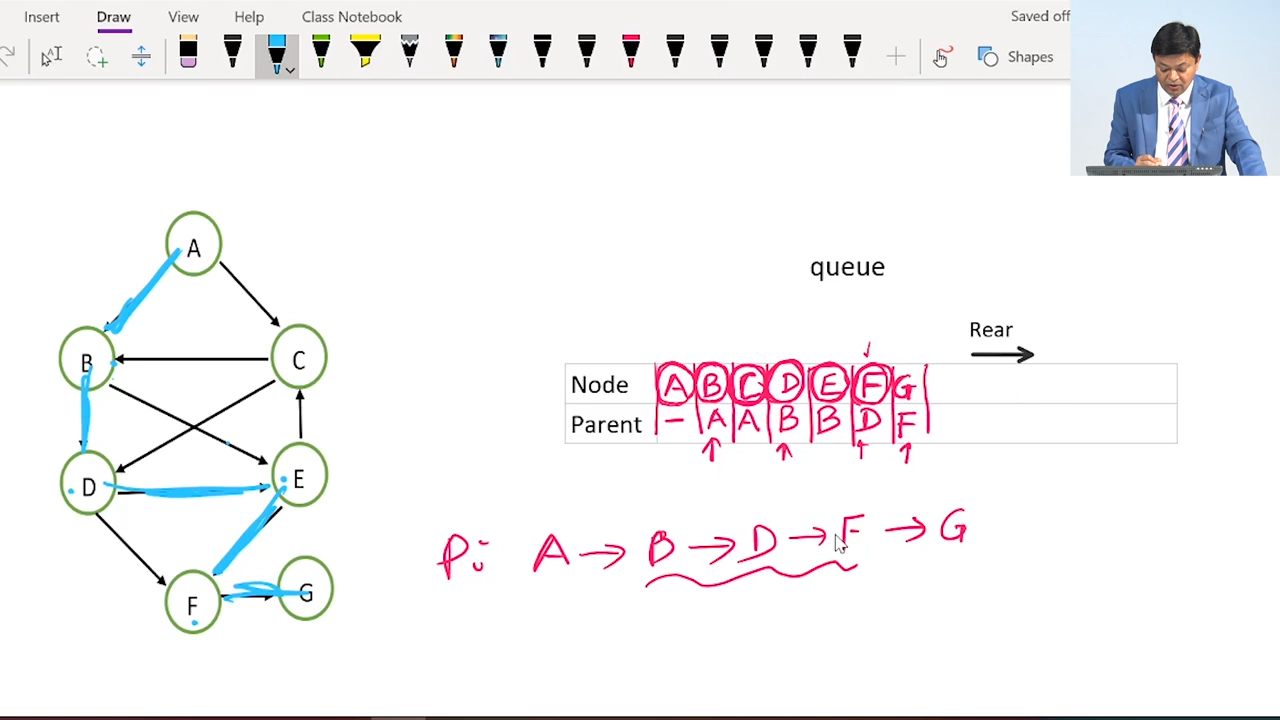 Insert Draw View Help Class Notebook Saved off
Shapes
A
B
C
D
E
F
G
queue
Rear
Node A B C D E F G
Parent - A A B B D F
P: A → B → D → F → G